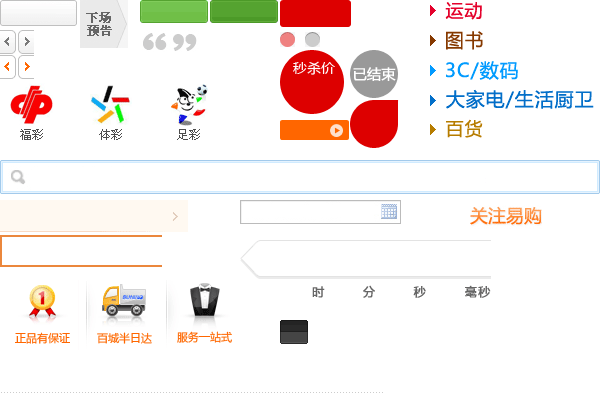 下场
预告
秒杀价
已结束
运动
图书
3C/数码
大家电/生活厨卫
百货
福彩
体彩
足彩
关注易购
时 分 秒 毫秒
1
正品有保证
百城半日达
服务一站式